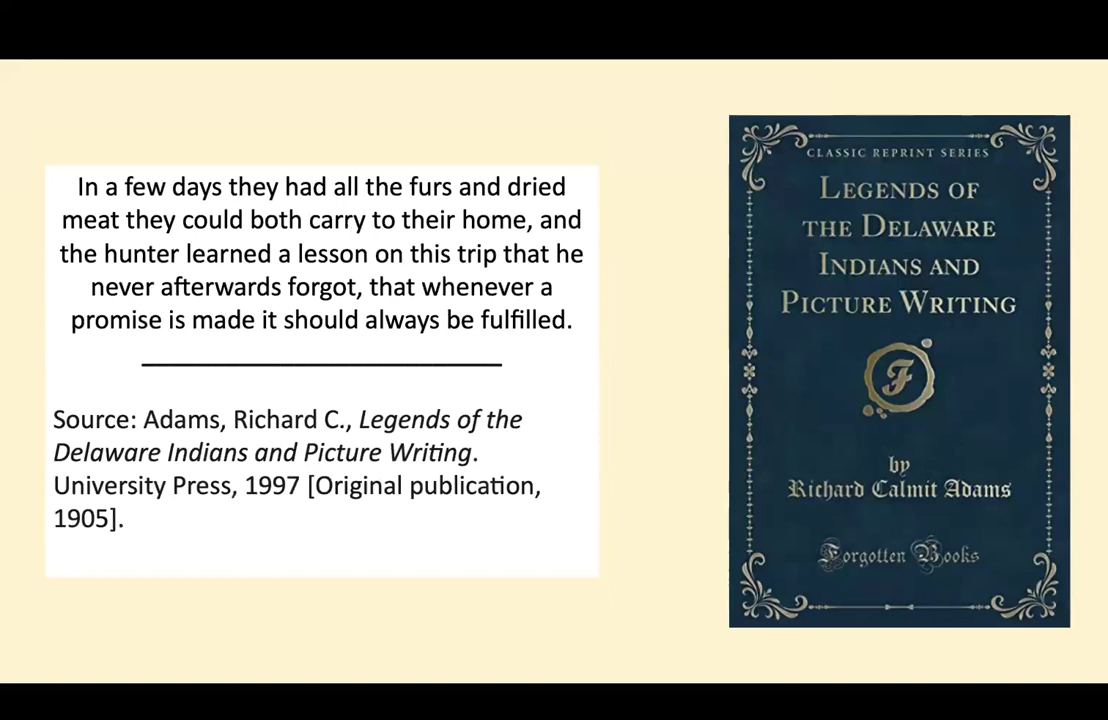 In a few days they had all the furs and dried
meat they could both carry to their home, and
the hunter learned a lesson on this trip that he
never afterwards forgot, that whenever a
promise is made it should always be fulfilled.
Source: Adams, Richard C., Legends of the
Delaware Indians and Picture Writing.
University Press, 1997 [Original publication,
1905].
CLASSIC REPRINT SERIES
LEGENDS OF
THE DELAWARE
INDIANS AND
PICTURE WRITING
F
by
Richard Calmit Adams
Forgotten Books